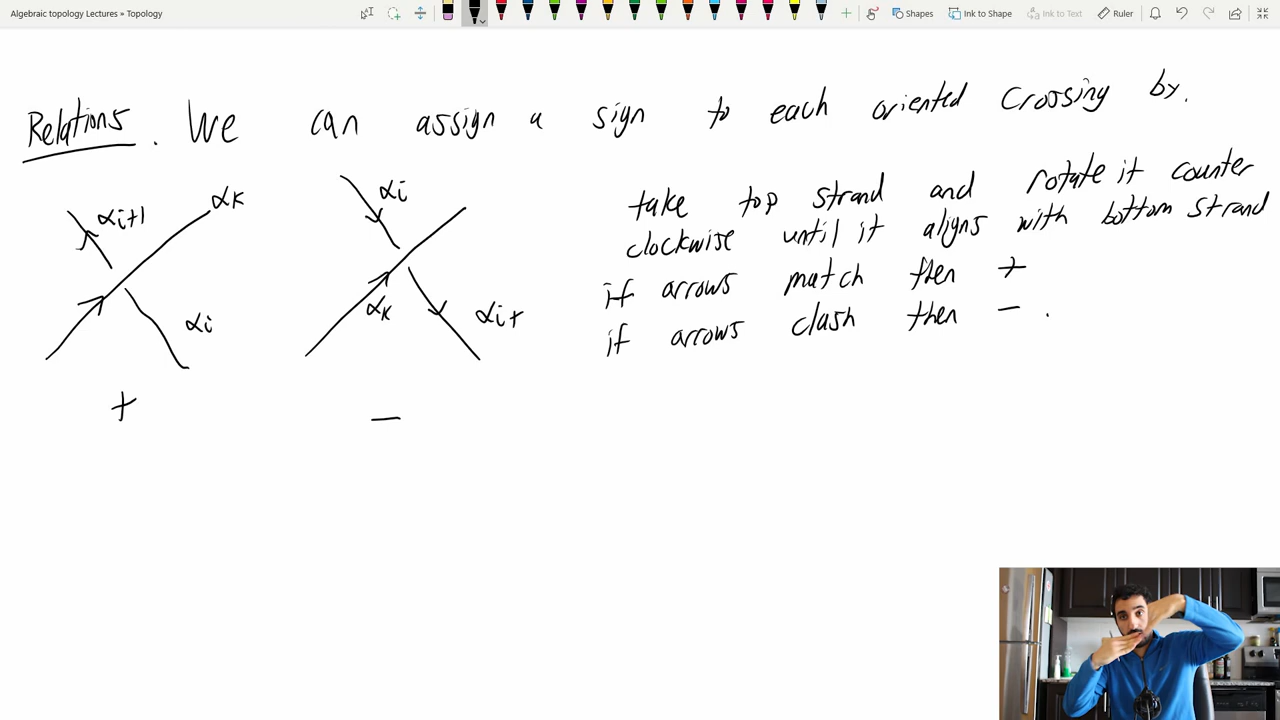 Algebraic topology Lectures » Topology
Shapes
Ink to Shape
Ink to Text
Ruler
Relations. We can assign a sign to each oriented crossing by.
αi+1
αk
αi
+
αi
αk
αi+
−
take top strand and rotate it counter
clockwise until it aligns with bottom strand
if arrows match then +
if arrows clash then − .